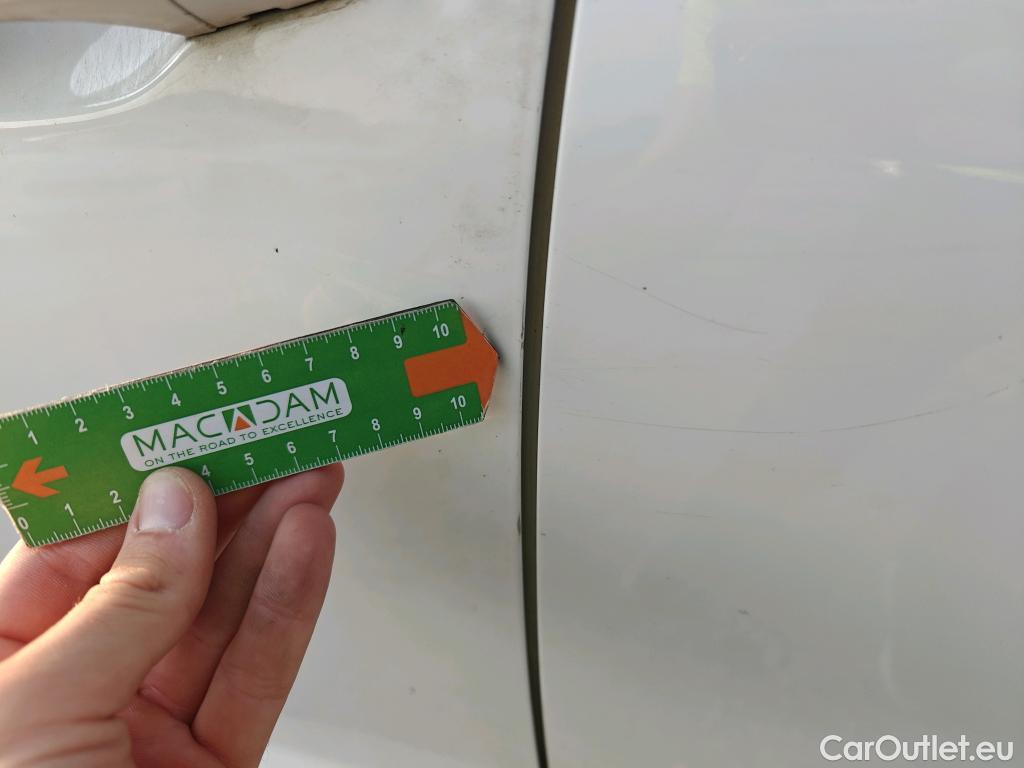 1 2 3 4 5 6 7 8 9 10
MACADAM
ON THE ROAD TO EXCELLENCE
0 1 2 4 5 6 7 8 9 10
CarOutlet.eu